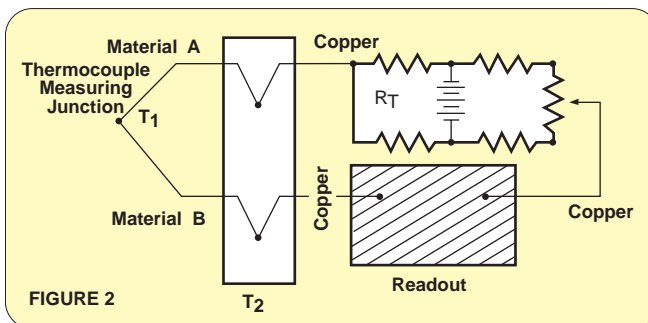 Material A
Thermocouple
Measuring
Junction
T1
Copper
RT
Material B
Copper
Copper
Readout
FIGURE 2
T2